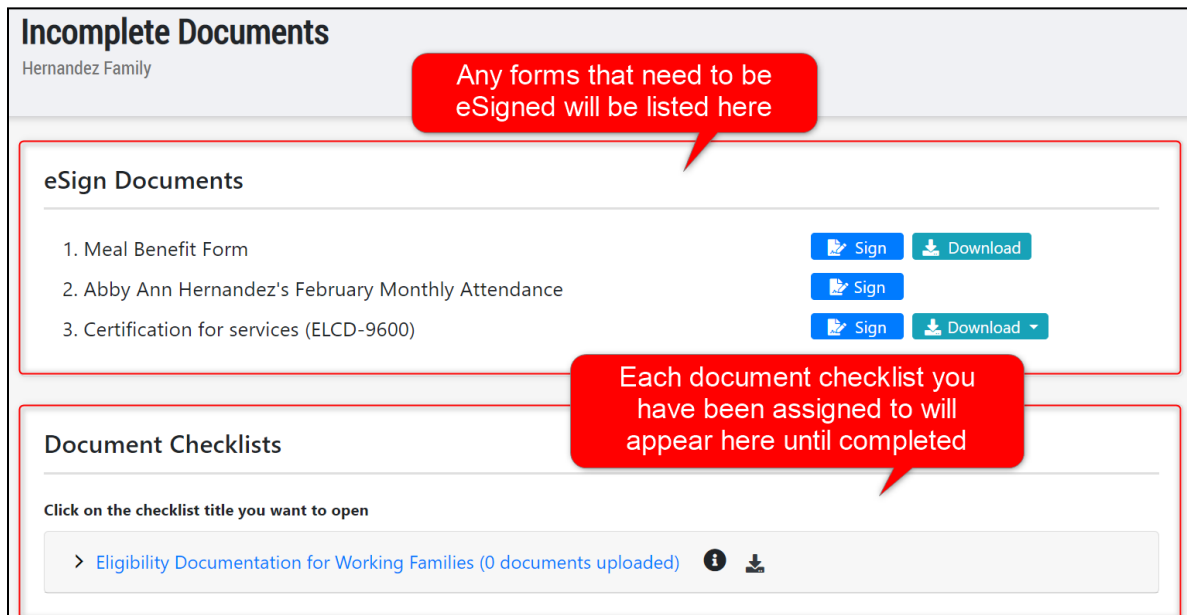 Incomplete Documents
Hernandez Family
Any forms that need to be
eSigned will be listed here
eSign Documents
1. Meal Benefit Form
Sign
Download
2. Abby Ann Hernandez's February Monthly Attendance
Sign
3. Certification for services (ELCD-9600)
Sign
Download
Each document checklist you
have been assigned to will
appear here until completed
Document Checklists
Click on the checklist title you want to open
Eligibility Documentation for Working Families (0 documents uploaded)